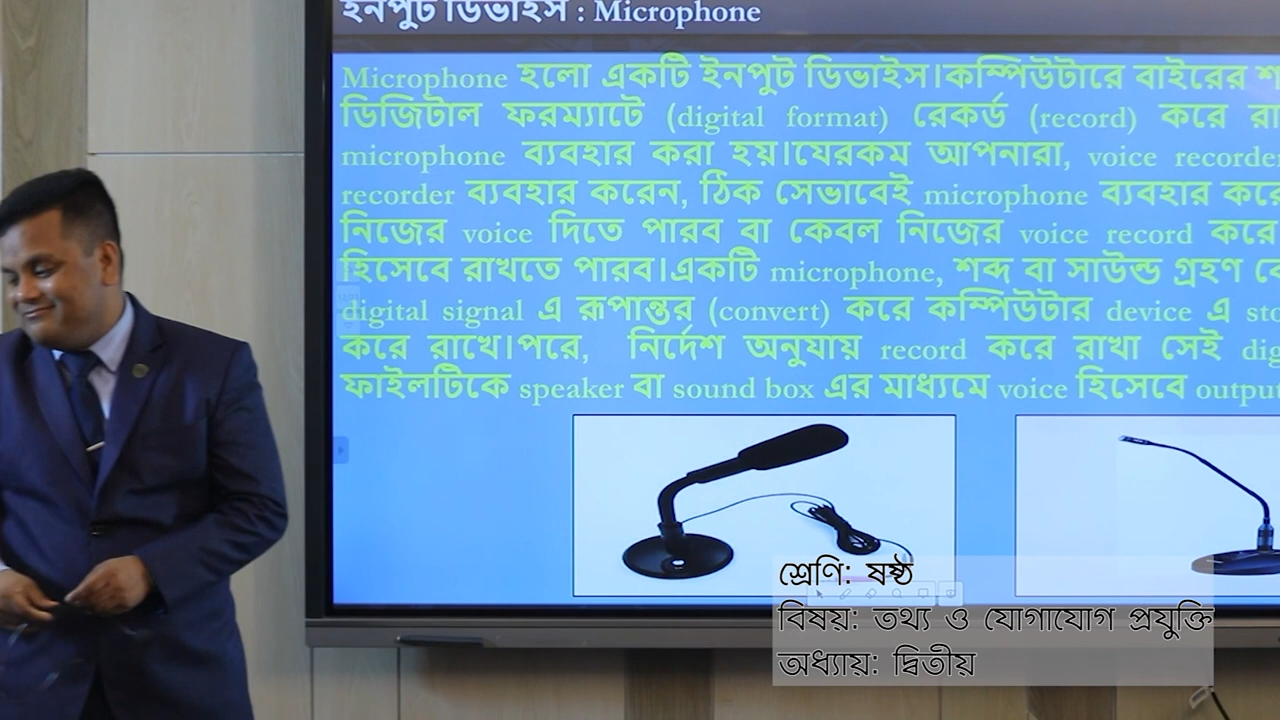 ইনপুট ডিভাইস : Microphone
Microphone হলো একটি ইনপুট ডিভাইস।কম্পিউটারে বাইরের
ডিজিটাল ফরম্যাটে (digital format) রেকর্ড (record) করে
microphone ব্যবহার করা হয়।যেরকম আপনারা, voice recorder
recorder ব্যবহার করেন, ঠিক সেভাবেই microphone ব্যবহার করে
নিজের voice দিতে পারব বা কেবল নিজের voice record করে
হিসেবে রাখতে পারব।একটি microphone, শব্দ বা সাউন্ড গ্রহণ
digital signal এ রূপান্তর (convert) করে কম্পিউটার device এ
করে রাখে।পরে, নির্দেশ অনুযায় record করে রাখা সেই
ফাইলটিকে speaker বা sound box এর মাধ্যমে voice হিসেবে output
শ্রেণি: ষষ্ঠ
বিষয়: তথ্য ও যোগাযোগ প্রযুক্তি
অধ্যায়: দ্বিতীয়